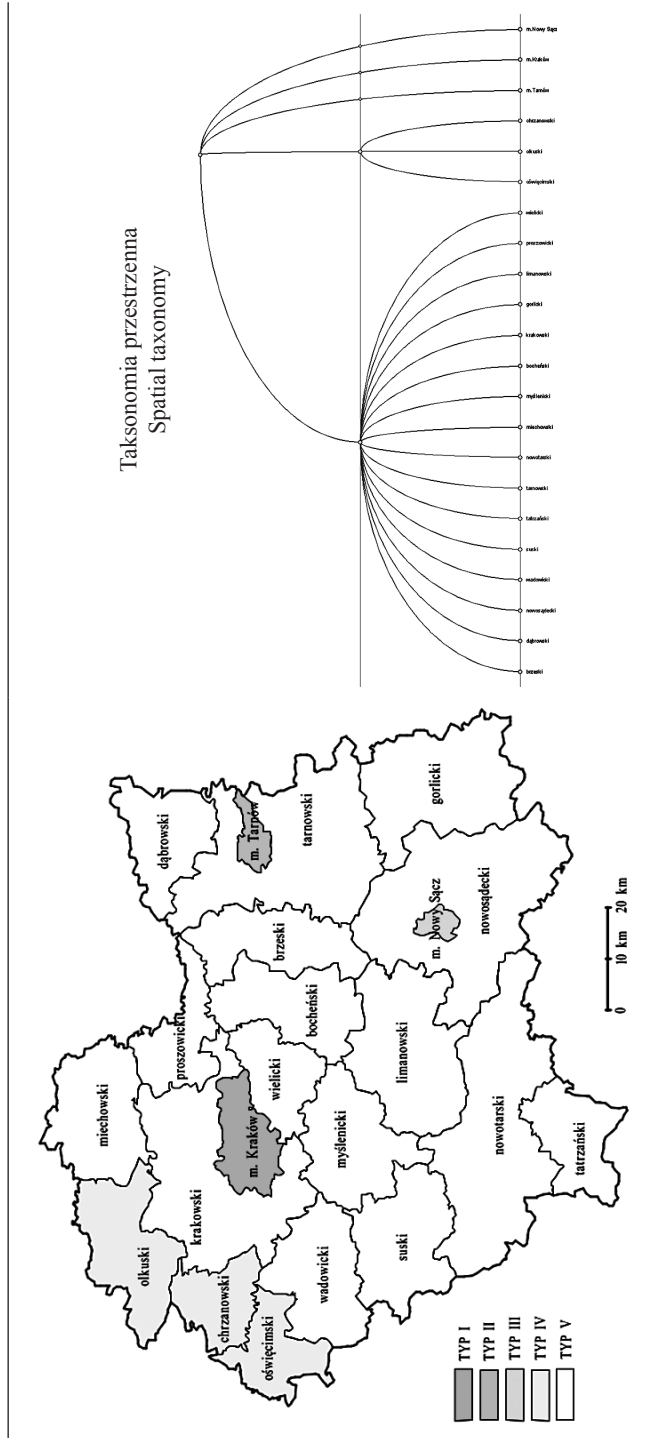 Taksonomia przestrzenna
Spatial taxonomy
m.Nowy Sącz
m.Kraków
m.Tarnów
chrzanowski
olkuski
oświęcimski
wielicki
proszowicki
limanowski
gorlicki
krakowski
bocheński
myślenicki
miechowski
nowotarski
tarnowski
tatrzański
suski
wadowicki
nowosądecki
dąbrowski
brzeski
miechowski
olkuski
dąbrowski
proszowicki
krakowski
m. Tarnów
chrzanowski
m. Kraków
brzeski
tarnowski
oświęcimski
wielicki
bocheński
wadowicki
myślenicki
suski
limanowski
m. Nowy Sącz
gorlicki
nowosądecki
nowotarski
tatrzański
TYP I
TYP II
TYP III
TYP IV
TYP V
0 10 km 20 km